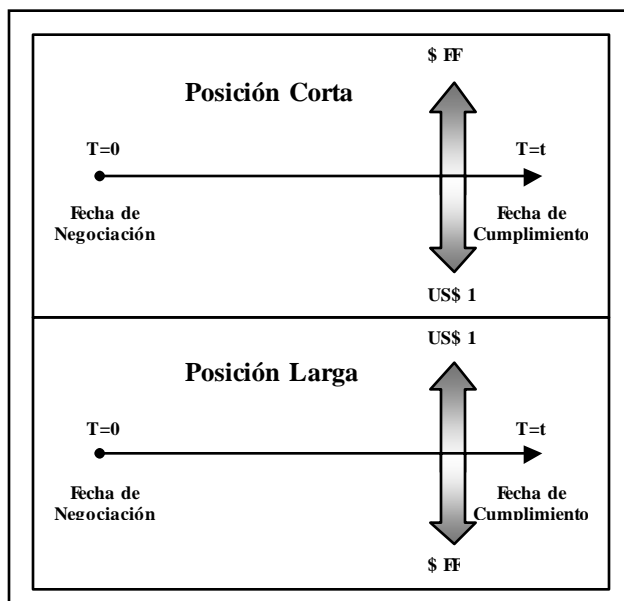 $ FF
Posición Corta
T=0
T=t
Fecha de
Negociación
Fecha de
Cumplimiento
US$ 1
US$ 1
Posición Larga
T=0
T=t
Fecha de
Negociación
Fecha de
Cumplimiento
$ FF